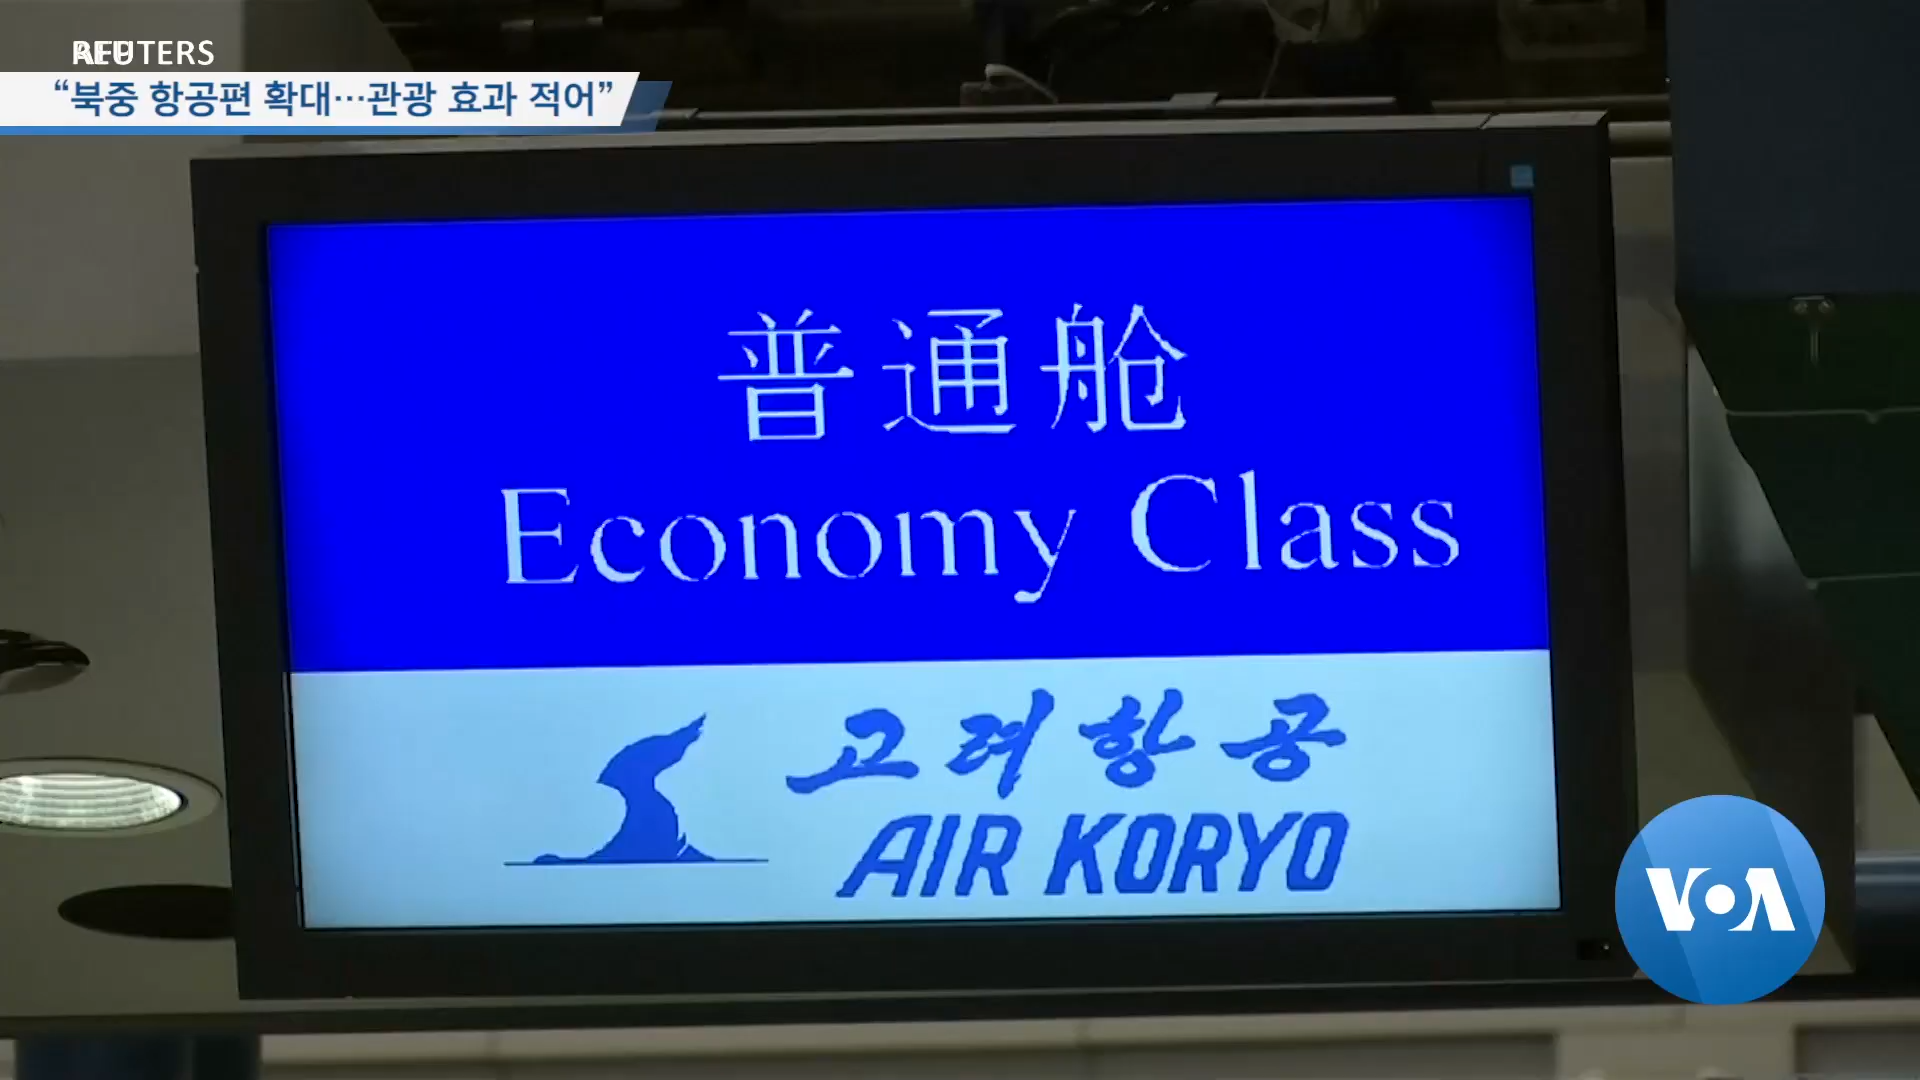 REUTERS
“북중 항공편 확대…관광 효과 적어”
普通舱
Economy Class
고려항공
AIR KORYO
VOA